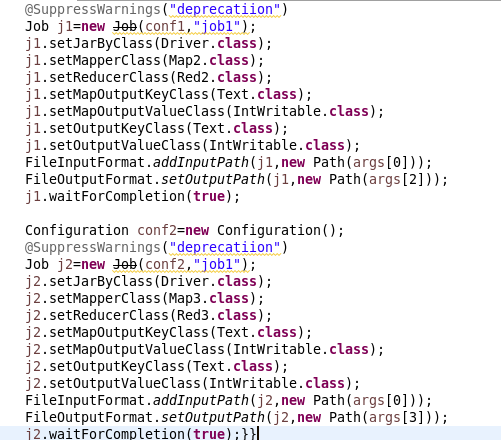 @SuppressWarnings("deprecatiion")
Job j1=new Job(conf1,"job1");
j1.setJarByClass(Driver.class);
j1.setMapperClass(Map2.class);
j1.setReducerClass(Red2.class);
j1.setMapOutputKeyClass(Text.class);
j1.setMapOutputValueClass(IntWritable.class);
j1.setOutputKeyClass(Text.class);
j1.setOutputValueClass(IntWritable.class);
FileInputFormat.addInputPath(j1,new Path(args[0]));
FileOutputFormat.setOutputPath(j1,new Path(args[2]));
j1.waitForCompletion(true);
Configuration conf2=new Configuration();
@SuppressWarnings("deprecatiion")
Job j2=new Job(conf2,"job1");
j2.setJarByClass(Driver.class);
j2.setMapperClass(Map3.class);
j2.setReducerClass(Red3.class);
j2.setMapOutputKeyClass(Text.class);
j2.setMapOutputValueClass(IntWritable.class);
j2.setOutputKeyClass(Text.class);
j2.setOutputValueClass(IntWritable.class);
FileInputFormat.addInputPath(j2,new Path(args[0]));
FileOutputFormat.setOutputPath(j2,new Path(args[3]));
j2.waitForCompletion(true);}}